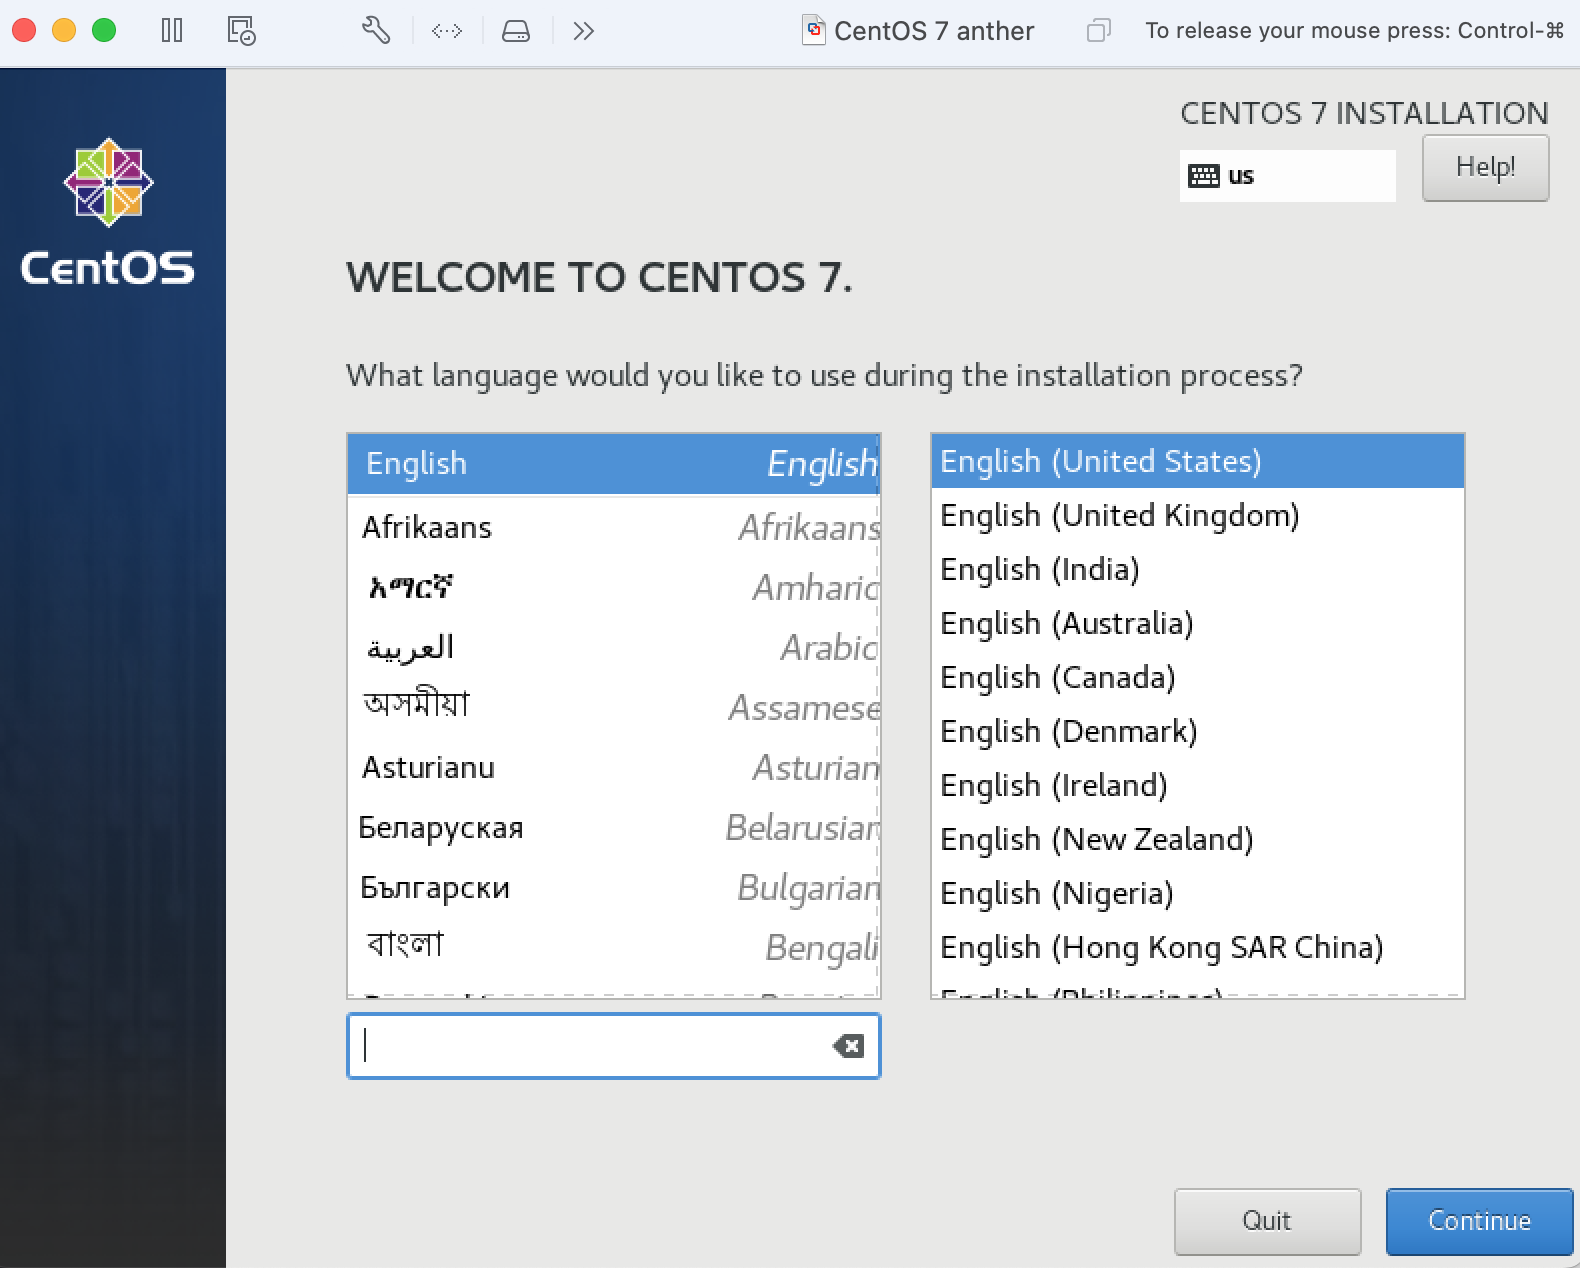 CentOS 7 anther
To release your mouse press: Control-⌘
CentOS
CENTOS 7 INSTALLATION
us
Help!
WELCOME TO CENTOS 7.
What language would you like to use during the installation process?
English English
Afrikaans Afrikaans
አማርኛ Amharic
العربية Arabic
অসমীয়া Assamese
Asturianu Asturian
Беларуская Belarusian
Български Bulgarian
বাংলা Bengali
English (United States)
English (United Kingdom)
English (India)
English (Australia)
English (Canada)
English (Denmark)
English (Ireland)
English (New Zealand)
English (Nigeria)
English (Hong Kong SAR China)
English (Philippines)
Quit
Continue